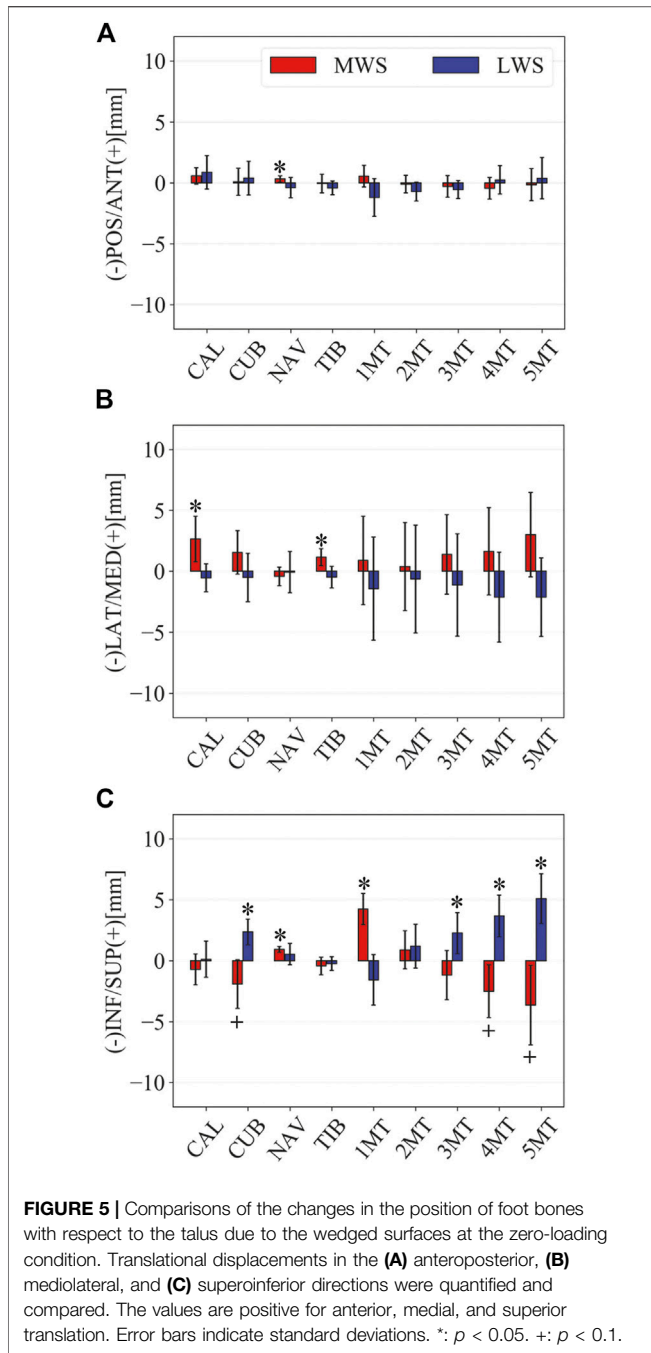 A
MWS LWS
(-)POS/ANT(+)[mm]
10
5
0
−5
−10
CAL CUB NAV TIB 1MT 2MT 3MT 4MT 5MT
*
B
(-)LAT/MED(+)[mm]
10
5
0
−5
−10
CAL CUB NAV TIB 1MT 2MT 3MT 4MT 5MT
* *
C
(-)INF/SUP(+)[mm]
10
5
0
−5
−10
CAL CUB NAV TIB 1MT 2MT 3MT 4MT 5MT
* * * * * *
+ + +
FIGURE 5 | Comparisons of the changes in the position of foot bones
with respect to the talus due to the wedged surfaces at the zero-loading
condition. Translational displacements in the (A) anteroposterior, (B)
mediolateral, and (C) superoinferior directions were quantified and
compared. The values are positive for anterior, medial, and superior
translation. Error bars indicate standard deviations. *: p < 0.05. +: p < 0.1.